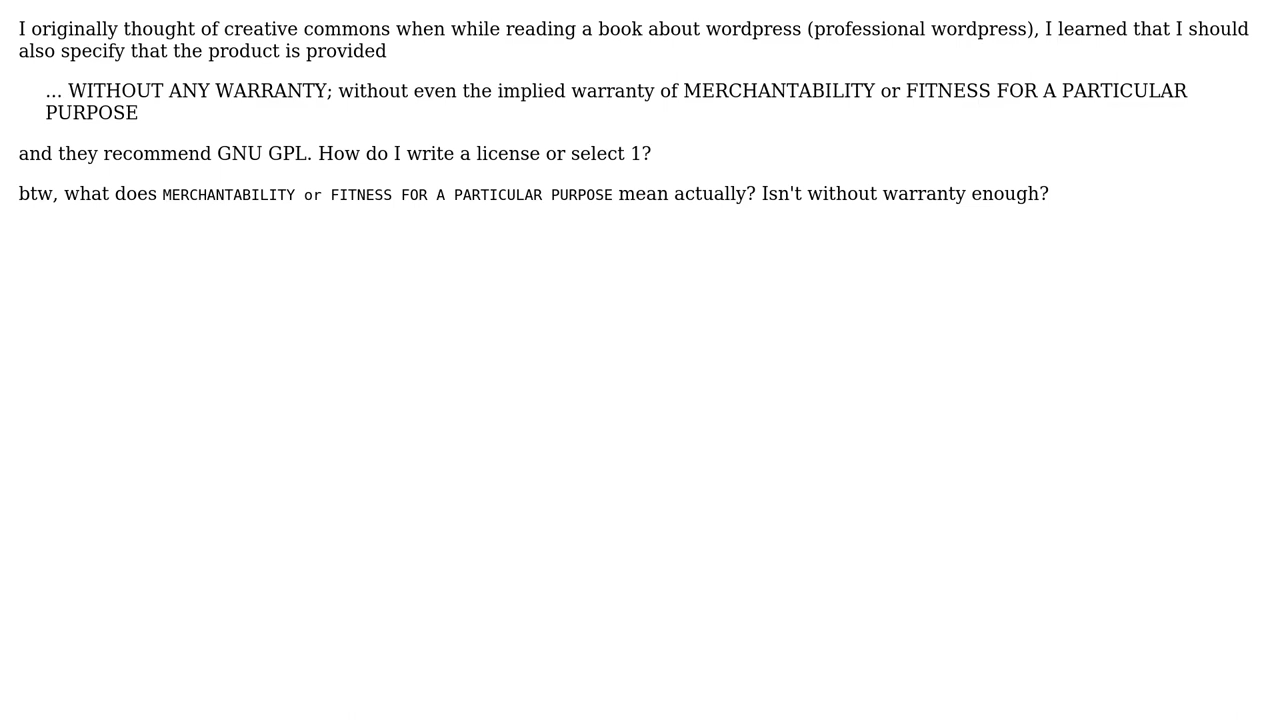 I originally thought of creative commons when while reading a book about wordpress (professional wordpress), I learned that I should
also specify that the product is provided
... WITHOUT ANY WARRANTY; without even the implied warranty of MERCHANTABILITY or FITNESS FOR A PARTICULAR
PURPOSE
and they recommend GNU GPL. How do I write a license or select 1?
btw, what does MERCHANTABILITY or FITNESS FOR A PARTICULAR PURPOSE mean actually? Isn't without warranty enough?